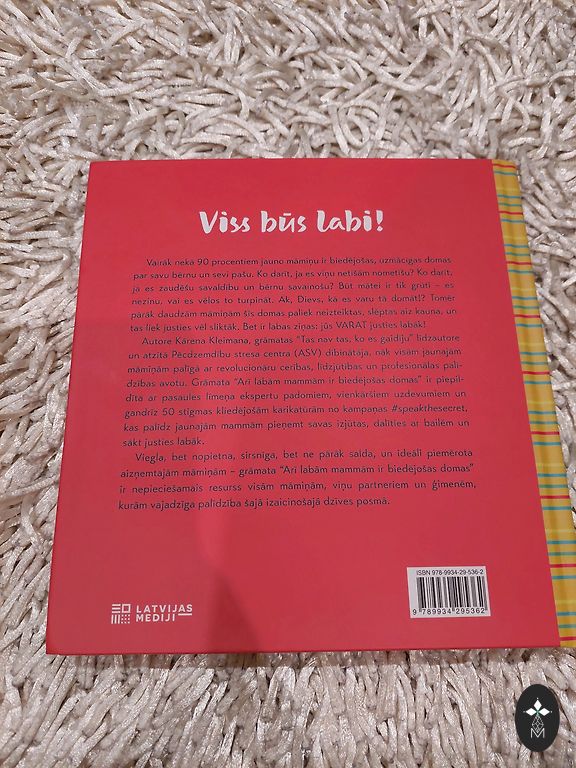 Viss būs labi!
Vairāk nekā 90 procentiem jauno māmiņu ir biedējošas, uzmācīgas domas
par savu bērnu un sevi pašu. Ko darīt, ja es viņu netīšām nometīšu? Ko darīt,
ja es zaudēšu savaldību un bērnu savainošu? Būt mātei ir tik grūti – es
nezinu, vai es vēlos to turpināt. Ak, Dievs, kā es varu tā domāt!? Tomēr
pārāk daudzām māmiņām šīs domas paliek neizteiktas, slēptas aiz kauna, un
tas liek justies vēl sliktāk. Bet ir labas ziņas: jūs VARAT justies labāk!
Autore Kārena Kleimana, grāmatas "Tas nav tas, ko es gaidīju" līdzautore
un atzītā Pēcdzemdību stresa centra (ASV) dibinātāja, nāk visām jaunajām
māmiņām palīgā ar revolucionāru cerības, līdzjūtības un profesionālas palī-
dzības avotu. Grāmata "Arī labām mammām ir biedējošas domas" ir piepil-
dīta ar pasaules līmeņa ekspertu padomiem, vienkāršiem uzdevumiem un
gandrīz 50 stigmas kliedējošām karikatūrām no kampaņas #speakthesecret,
kas palīdz jaunajām mammām pieņemt savas izjūtas, dalīties ar bailēm un
sākt justies labāk.
Viegla, bet nopietna, sirsnīga, bet ne pārāk salda, un ideāli piemērota
aizņemtajām māmiņām – grāmata "Arī labām mammām ir biedējošas domas"
ir nepieciešamais resurss visām māmiņām, viņu partneriem un ģimenēm,
kurām vajadzīga palīdzība šajā izaicinošajā dzīves posmā.
ISBN 978-9934-29-536-2
9 789934 295362
LATVIJAS
MEDIJI
M